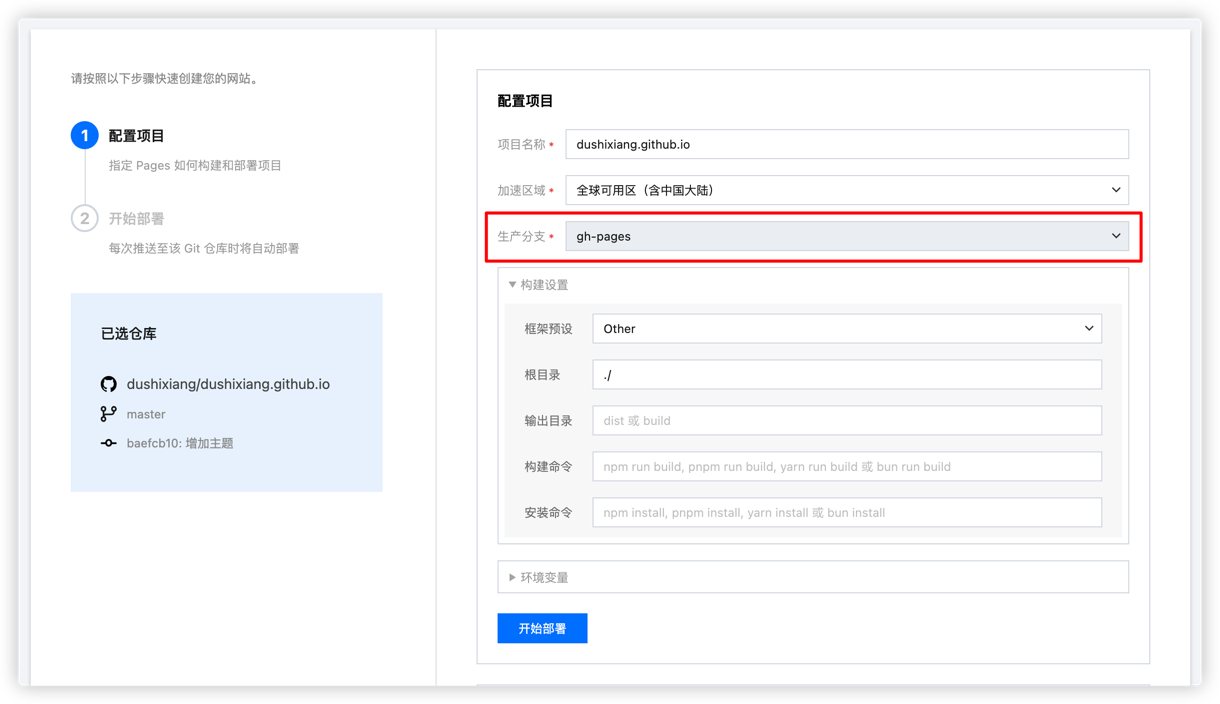 请按照以下步骤快速创建您的网站。
1 配置项目
指定 Pages 如何构建和部署项目
2 开始部署
每次推送至该 Git 仓库时将自动部署
已选仓库
dushixiang/dushixiang.github.io
master
baefcb10: 增加主题
配置项目
项目名称 * dushixiang.github.io
加速区域 * 全球可用区（含中国大陆）
生产分支 * gh-pages
构建设置
框架预设 Other
根目录 ./
输出目录 dist 或 build
构建命令 npm run build, pnpm run build, yarn run build 或 bun run build
安装命令 npm install, pnpm install, yarn install 或 bun install
环境变量
开始部署